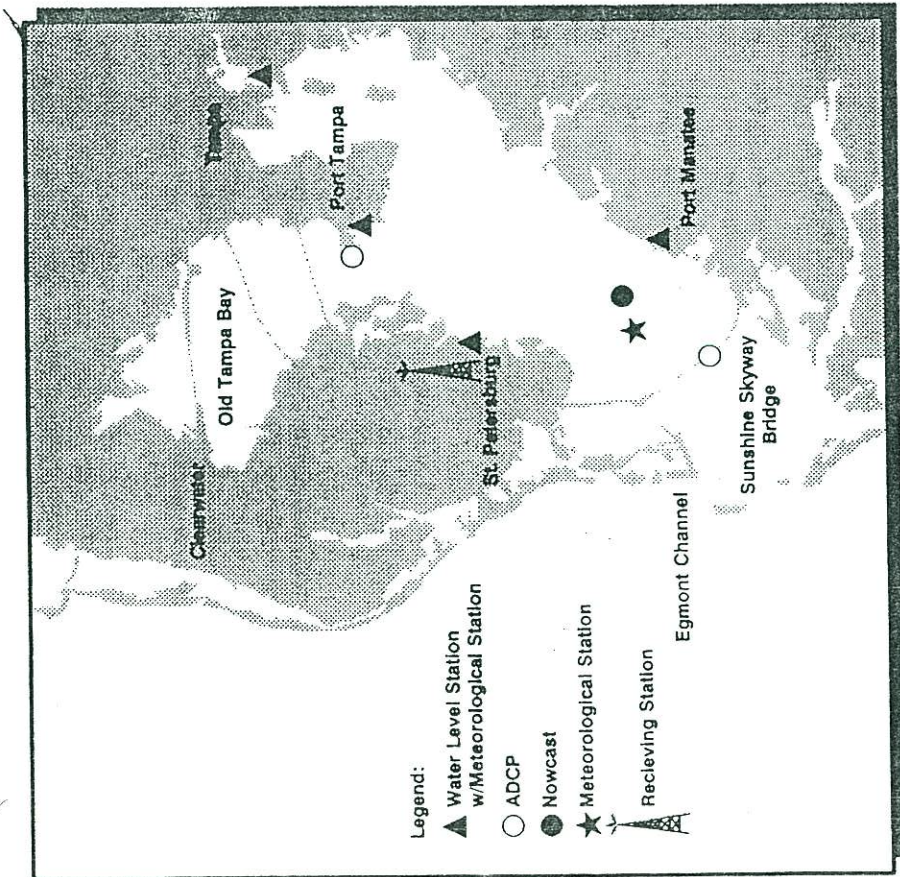 Tampa
Port Tampa
Old Tampa Bay
Clearwater
St. Petersburg
Port Manatee
Sunshine Skyway
Bridge
Egmont Channel
Legend:
Water Level Station
w/Meteorological Station
ADCP
Nowcast
Meteorological Station
Recieving Station